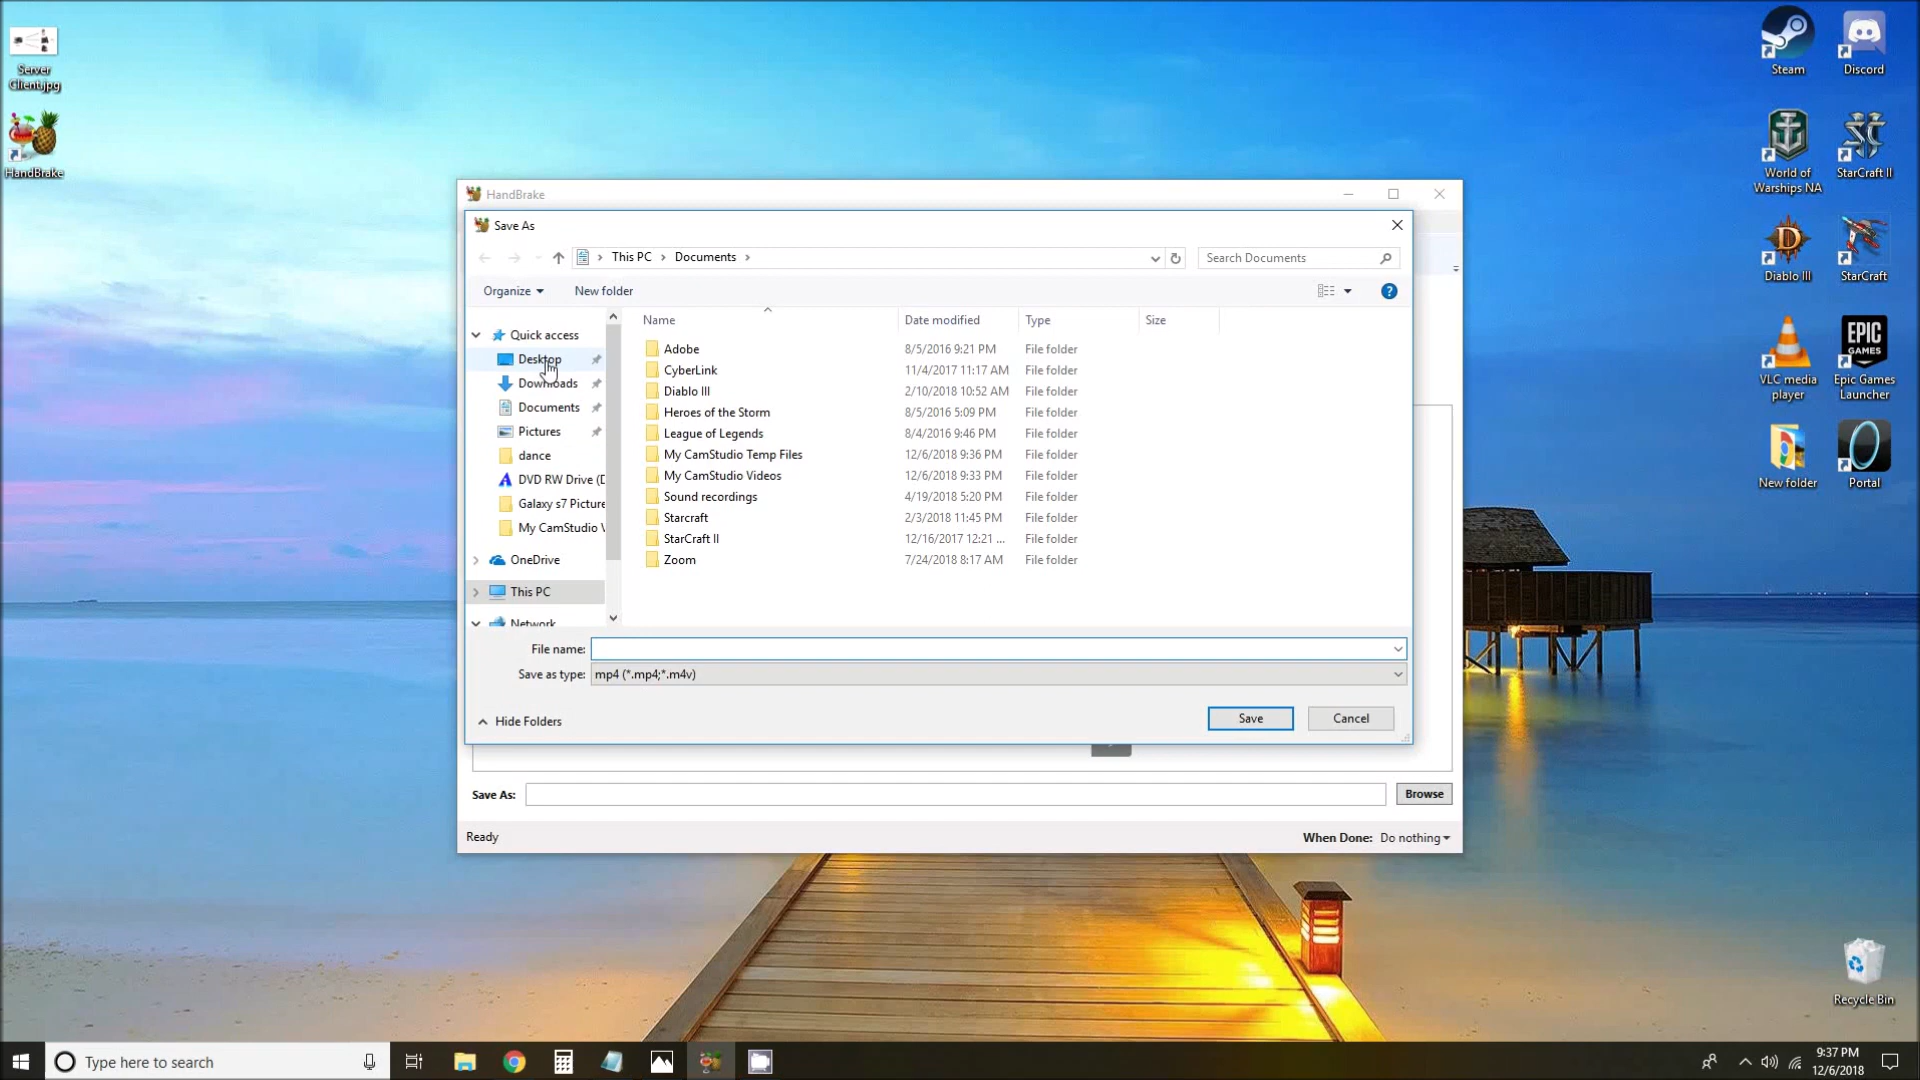 Server
Client.jpg
HandBrake
Steam
Discord
World of
Warships NA
StarCraft II
Diablo III
StarCraft
VLC media
player
EPIC
GAMES
Epic Games
Launcher
New folder
Portal
Recycle Bin
HandBrake
Save As
This PC > Documents >
Search Documents
Organize
New folder
Name
Date modified
Type
Size
Quick access
Desktop
Downloads
Documents
Pictures
dance
DVD RW Drive (D
Galaxy s7 Picture
My CamStudio V
OneDrive
This PC
Network
Adobe 8/5/2016 9:21 PM File folder
CyberLink 11/4/2017 11:17 AM File folder
Diablo III 2/10/2018 10:52 AM File folder
Heroes of the Storm 8/5/2016 5:09 PM File folder
League of Legends 8/4/2016 9:46 PM File folder
My CamStudio Temp Files 12/6/2018 9:36 PM File folder
My CamStudio Videos 12/6/2018 9:33 PM File folder
Sound recordings 4/19/2018 5:20 PM File folder
Starcraft 2/3/2018 11:45 PM File folder
StarCraft II 12/16/2017 12:21 ... File folder
Zoom 7/24/2018 8:17 AM File folder
File name:
Save as type: mp4 (*.mp4;*.m4v)
Hide Folders
Save
Cancel
Save As:
Browse
Ready
When Done: Do nothing
Type here to search
9:37 PM
12/6/2018